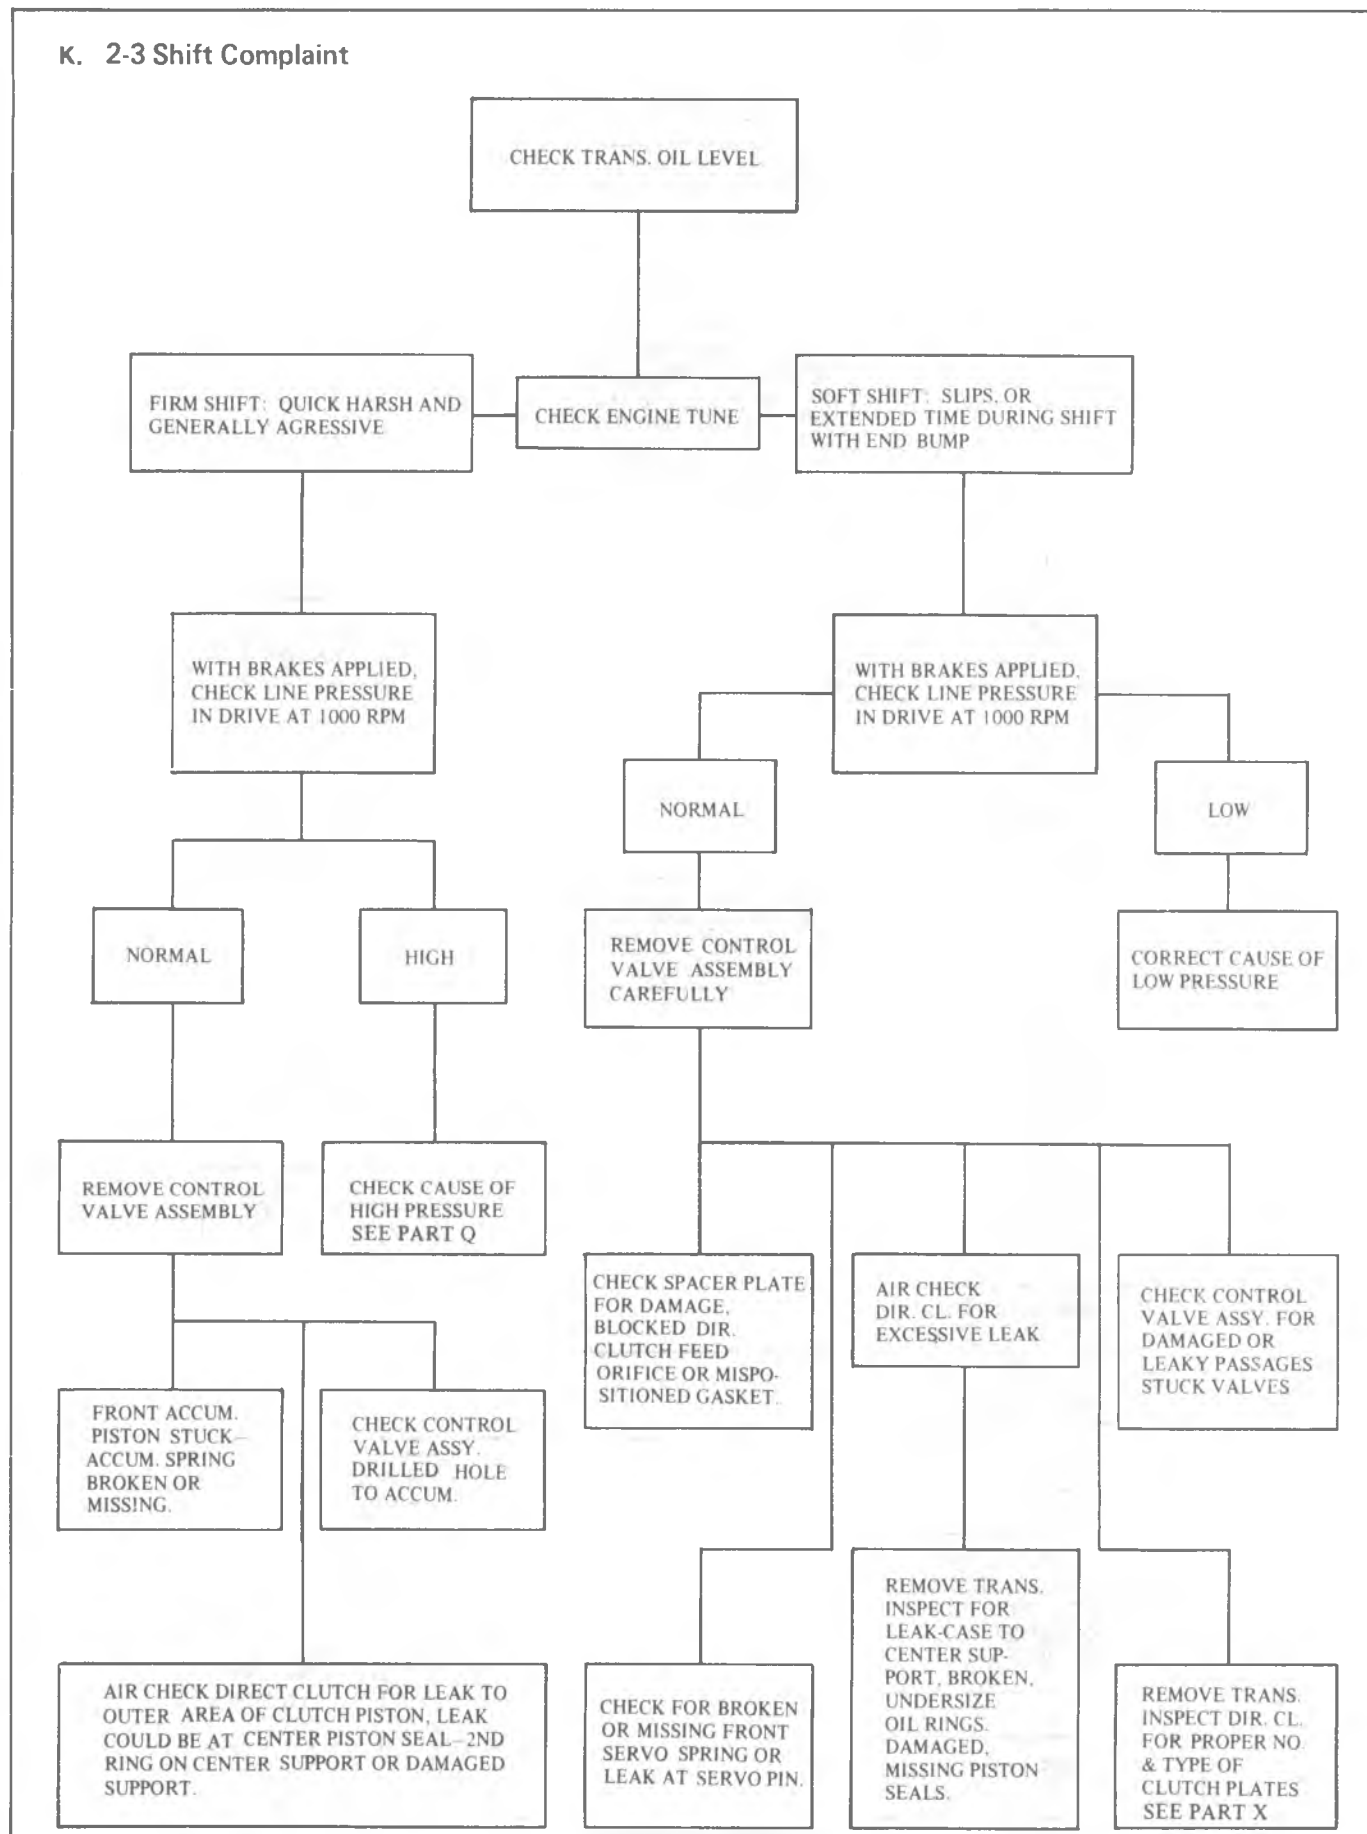 K. 2-3 Shift Complaint
CHECK TRANS. OIL LEVEL
FIRM SHIFT: QUICK HARSH AND
GENERALLY AGRESSIVE
CHECK ENGINE TUNE
SOFT SHIFT: SLIPS, OR
EXTENDED TIME DURING SHIFT
WITH END BUMP
WITH BRAKES APPLIED,
CHECK LINE PRESSURE
IN DRIVE AT 1000 RPM
WITH BRAKES APPLIED,
CHECK LINE PRESSURE
IN DRIVE AT 1000 RPM
NORMAL
LOW
NORMAL
HIGH
REMOVE CONTROL
VALVE ASSEMBLY
CAREFULLY
CORRECT CAUSE OF
LOW PRESSURE
REMOVE CONTROL
VALVE ASSEMBLY
CHECK CAUSE OF
HIGH PRESSURE
SEE PART Q
CHECK SPACER PLATE
FOR DAMAGE,
BLOCKED DIR.
CLUTCH FEED
ORIFICE OR MISPO-
SITIONED GASKET.
AIR CHECK
DIR. CL. FOR
EXCESSIVE LEAK
CHECK CONTROL
VALVE ASSY. FOR
DAMAGED OR
LEAKY PASSAGES
STUCK VALVES
FRONT ACCUM.
PISTON STUCK—
ACCUM. SPRING
BROKEN OR
MISSING.
CHECK CONTROL
VALVE ASSY.
DRILLED HOLE
TO ACCUM.
AIR CHECK DIRECT CLUTCH FOR LEAK TO
OUTER AREA OF CLUTCH PISTON, LEAK
COULD BE AT CENTER PISTON SEAL—2ND
RING ON CENTER SUPPORT OR DAMAGED
SUPPORT.
CHECK FOR BROKEN
OR MISSING FRONT
SERVO SPRING OR
LEAK AT SERVO PIN.
REMOVE TRANS.
INSPECT FOR
LEAK-CASE TO
CENTER SUP-
PORT, BROKEN,
UNDERSIZE
OIL RINGS.
DAMAGED,
MISSING PISTON
SEALS.
REMOVE TRANS.
INSPECT DIR. CL.
FOR PROPER NO.
& TYPE OF
CLUTCH PLATES
SEE PART X